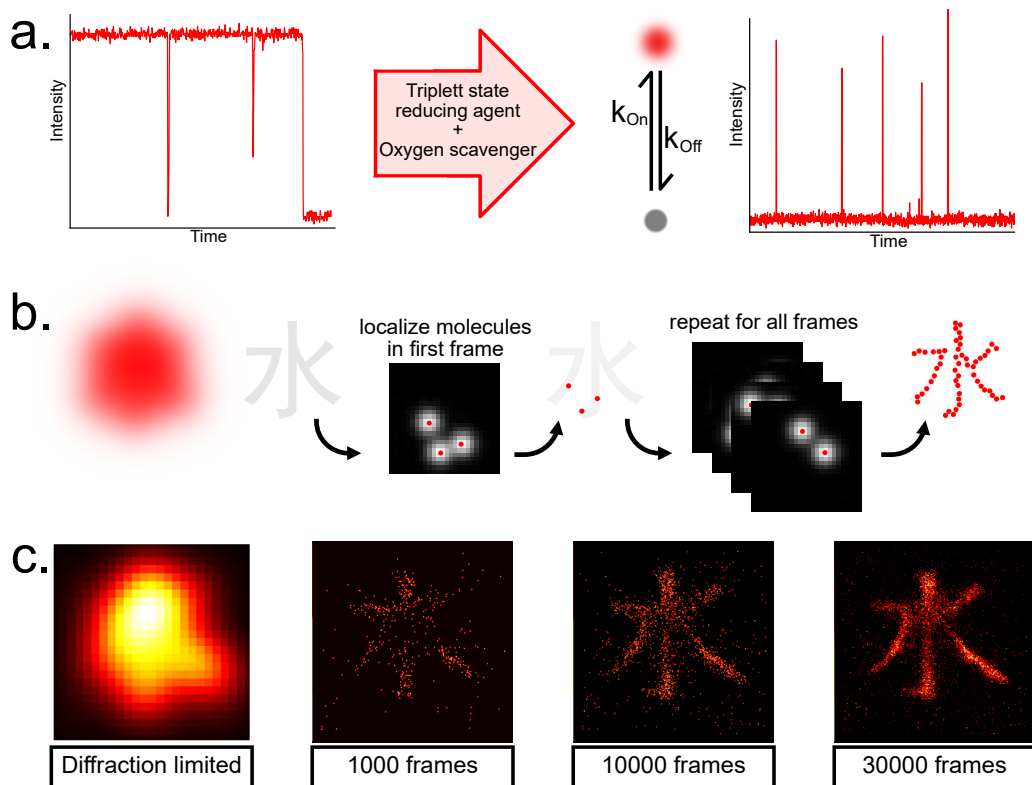 a.
Intensity
Time
Triplett state
reducing agent
+
Oxygen scavenger
kOn
kOff
Intensity
Time
b.
水
localize molecules
in first frame
水
repeat for all frames
水
c.
Diffraction limited
1000 frames
10000 frames
30000 frames